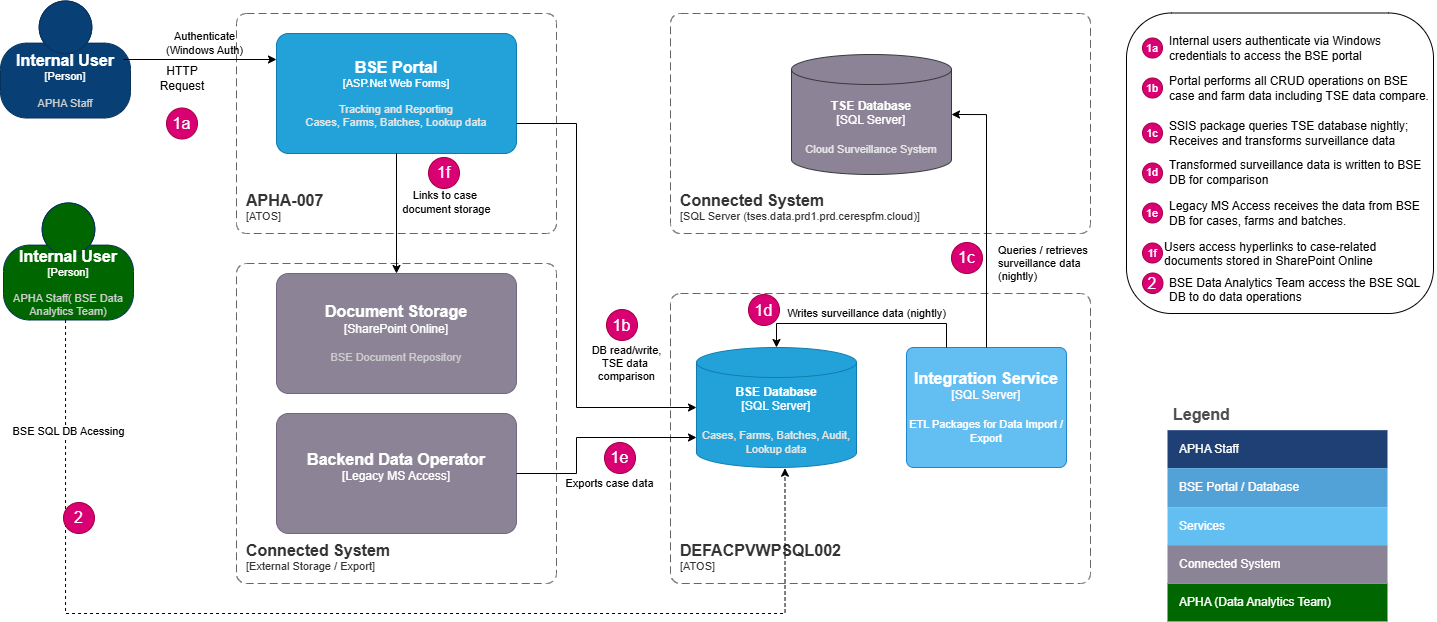 Internal User
[Person]
APHA Staff
Authenticate
(Windows Auth)
HTTP
Request
1a
BSE Portal
[ASP.Net Web Forms]
Tracking and Reporting
Cases, Farms, Batches, Lookup data
1f
Links to case
document storage
APHA-007
[ATOS]
TSE Database
[SQL Server]
Cloud Surveillance System
Connected System
[SQL Server (tses.data.prd1.prd.cerespfm.cloud)]
1a
Internal users authenticate via Windows
credentials to access the BSE portal
1b
Portal performs all CRUD operations on BSE
case and farm data including TSE data compare.
1c
SSIS package queries TSE database nightly;
Receives and transforms surveillance data
1d
Transformed surveillance data is written to BSE
DB for comparison
1e
Legacy MS Access receives the data from BSE
DB for cases, farms and batches.
1f
Users access hyperlinks to case-related
documents stored in SharePoint Online
2
BSE Data Analytics Team access the BSE SQL
DB to do data operations
Internal User
[Person]
APHA Staff( BSE Data
Analytics Team)
BSE SQL DB Acessing
2
Document Storage
[SharePoint Online]
BSE Document Repository
Backend Data Operator
[Legacy MS Access]
Connected System
[External Storage / Export]
1b
DB read/write,
TSE data
comparison
1e
Exports case data
1c
Queries / retrieves
surveillance data
(nightly)
1d
Writes surveillance data (nightly)
BSE Database
[SQL Server]
Cases, Farms, Batches, Audit,
Lookup data
Integration Service
[SQL Server]
ETL Packages for Data Import /
Export
DEFACPVWPSQL002
[ATOS]
Legend
APHA Staff
BSE Portal / Database
Services
Connected System
APHA (Data Analytics Team)